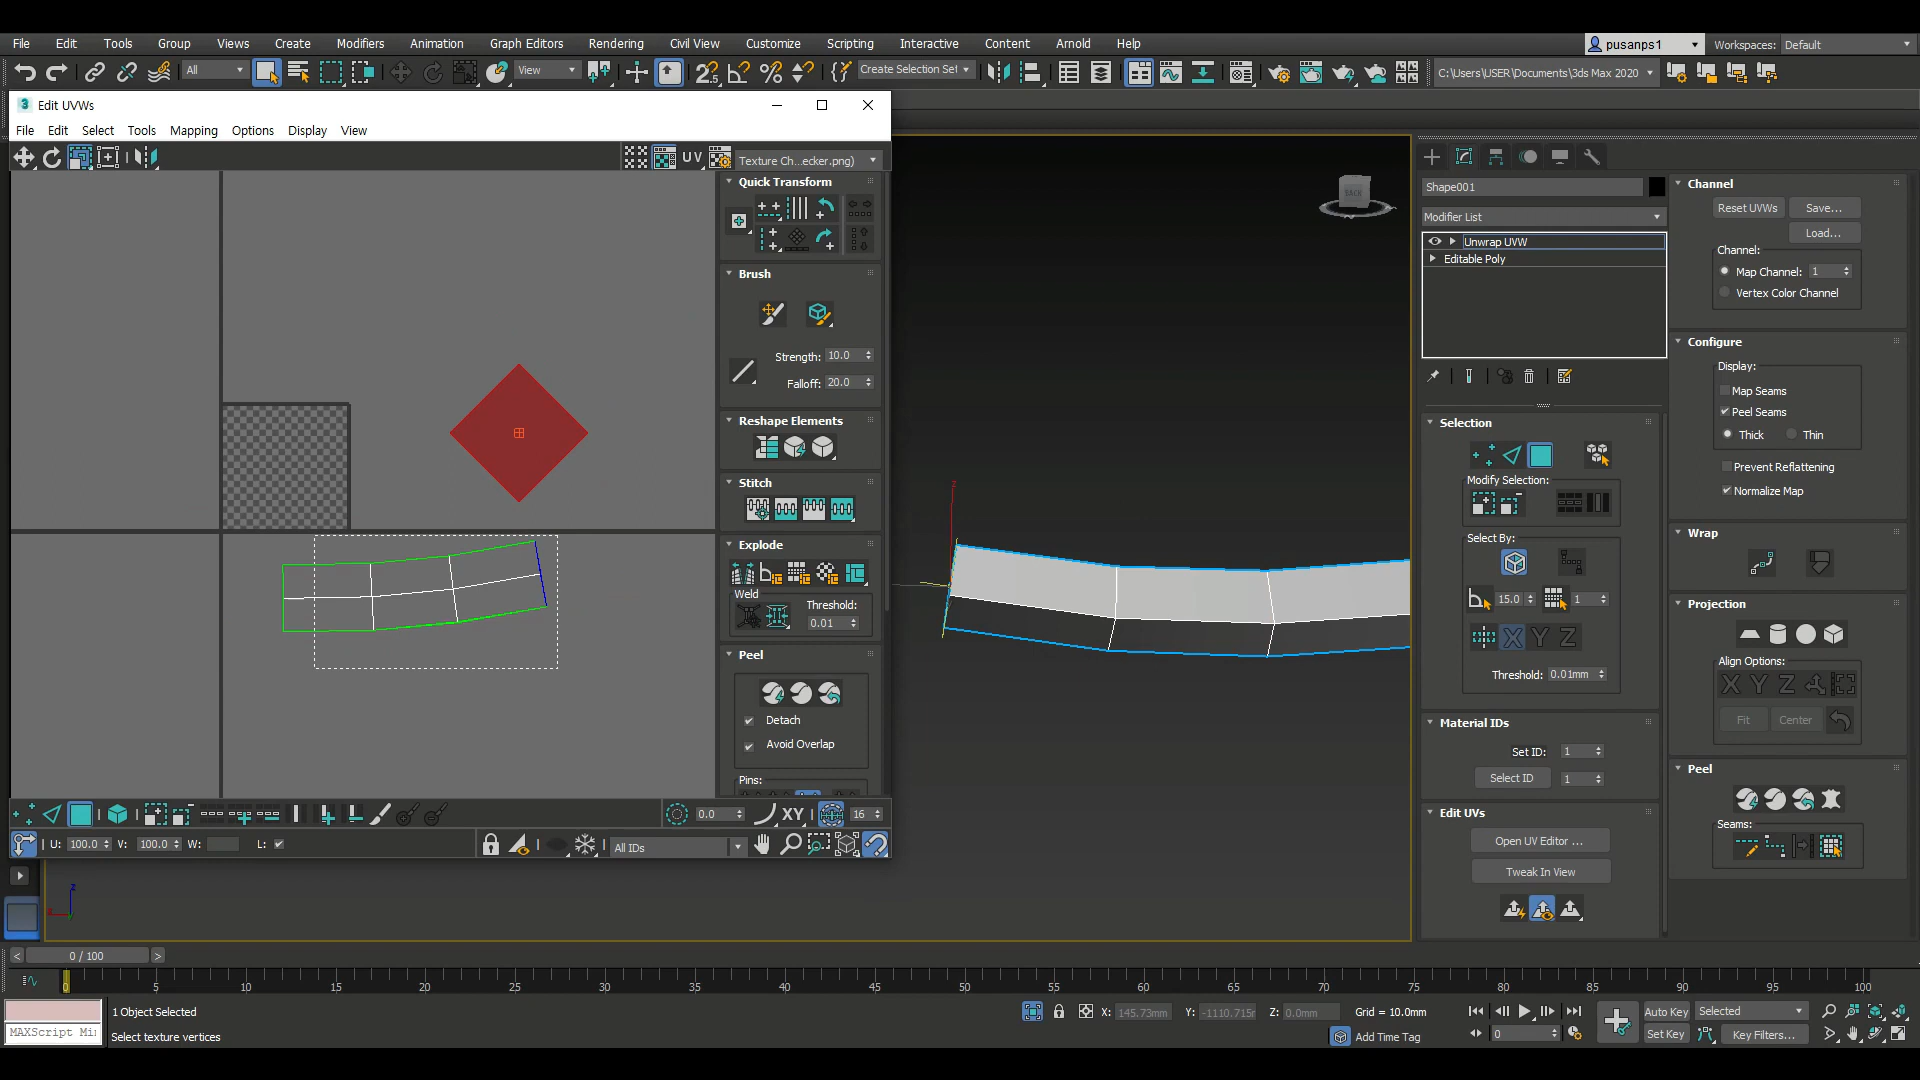 File Edit Tools Group Views Create Modifiers Animation Graph Editors Rendering Civil View Customize Scripting Interactive Content Arnold Help
pusanps1 Workspaces: Default
All View Create Selection Set C:\Users\USER\Documents\3ds Max 2020
Edit UVWs
File Edit Select Tools Mapping Options Display View
UV Texture Ch...ecker.png)
Quick Transform
Brush
Strength: 10.0
Falloff: 20.0
Reshape Elements
Stitch
Explode
Weld
Threshold:
0.01
Peel
Detach
Avoid Overlap
Pins:
0.0 XY 16
U: 100.0 V: 100.0 W: L: All IDs
BACK
z
Shape001
Modifier List
Unwrap UVW
Editable Poly
Selection
Modify Selection:
Select By:
15.0 1
X Y Z
Threshold: 0.01mm
Material IDs
Set ID: 1
Select ID 1
Edit UVs
Open UV Editor ...
Tweak In View
Channel
Reset UVWs Save...
Load...
Channel:
Map Channel: 1
Vertex Color Channel
Configure
Display:
Map Seams
Peel Seams
Thick Thin
Prevent Reflattening
Normalize Map
Wrap
Projection
Align Options:
X Y Z
Fit Center
Peel
Seams:
z
< 0 / 100 >
0 5 10 15 20 25 30 35 40 45 50 55 60 65 70 75 80 85 90 95 100
1 Object Selected X: 145.73mm Y: -1110.715r Z: 0.0mm Grid = 10.0mm Auto Key Selected
MAXScript Mi
Select texture vertices Add Time Tag 0 Set Key Key Filters...